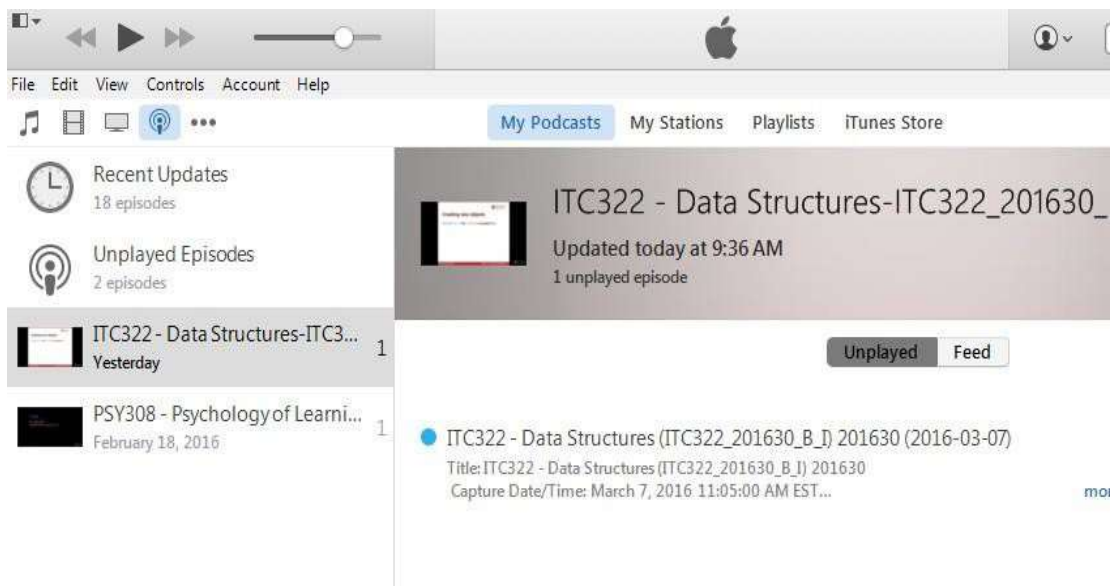 File Edit View Controls Account Help
My Podcasts My Stations Playlists iTunes Store
Recent Updates
18 episodes
Unplayed Episodes
2 episodes
ITC322 - Data Structures-ITC3...
1
Yesterday
PSY308 - Psychology of Learni...
1
February 18, 2016
ITC322 - Data Structures-ITC322_201630_
Updated today at 9:36 AM
1 unplayed episode
Unplayed Feed
ITC322 - Data Structures (ITC322_201630_B_I) 201630 (2016-03-07)
Title: ITC322 - Data Structures (ITC322_201630_B_I) 201630
Capture Date/Time: March 7, 2016 11:05:00 AM EST...
mor